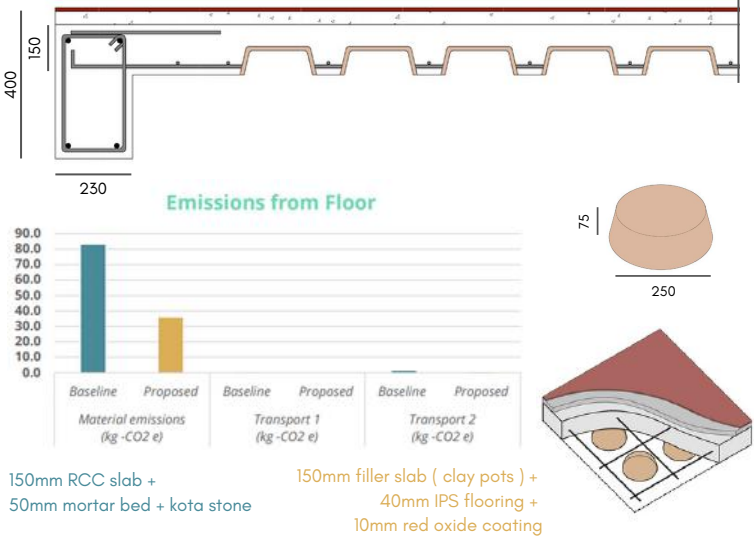 150
400
230
Emissions from Floor
90.0
80.0
70.0
60.0
50.0
40.0
30.0
20.0
10.0
0.0
Baseline Proposed Baseline Proposed Baseline Proposed
Material emissions (kg -CO2 e)
Transport 1 (kg -CO2 e)
Transport 2 (kg -CO2 e)
75
250
150mm RCC slab +
50mm mortar bed + kota stone
150mm filler slab ( clay pots ) +
40mm IPS flooring +
10mm red oxide coating